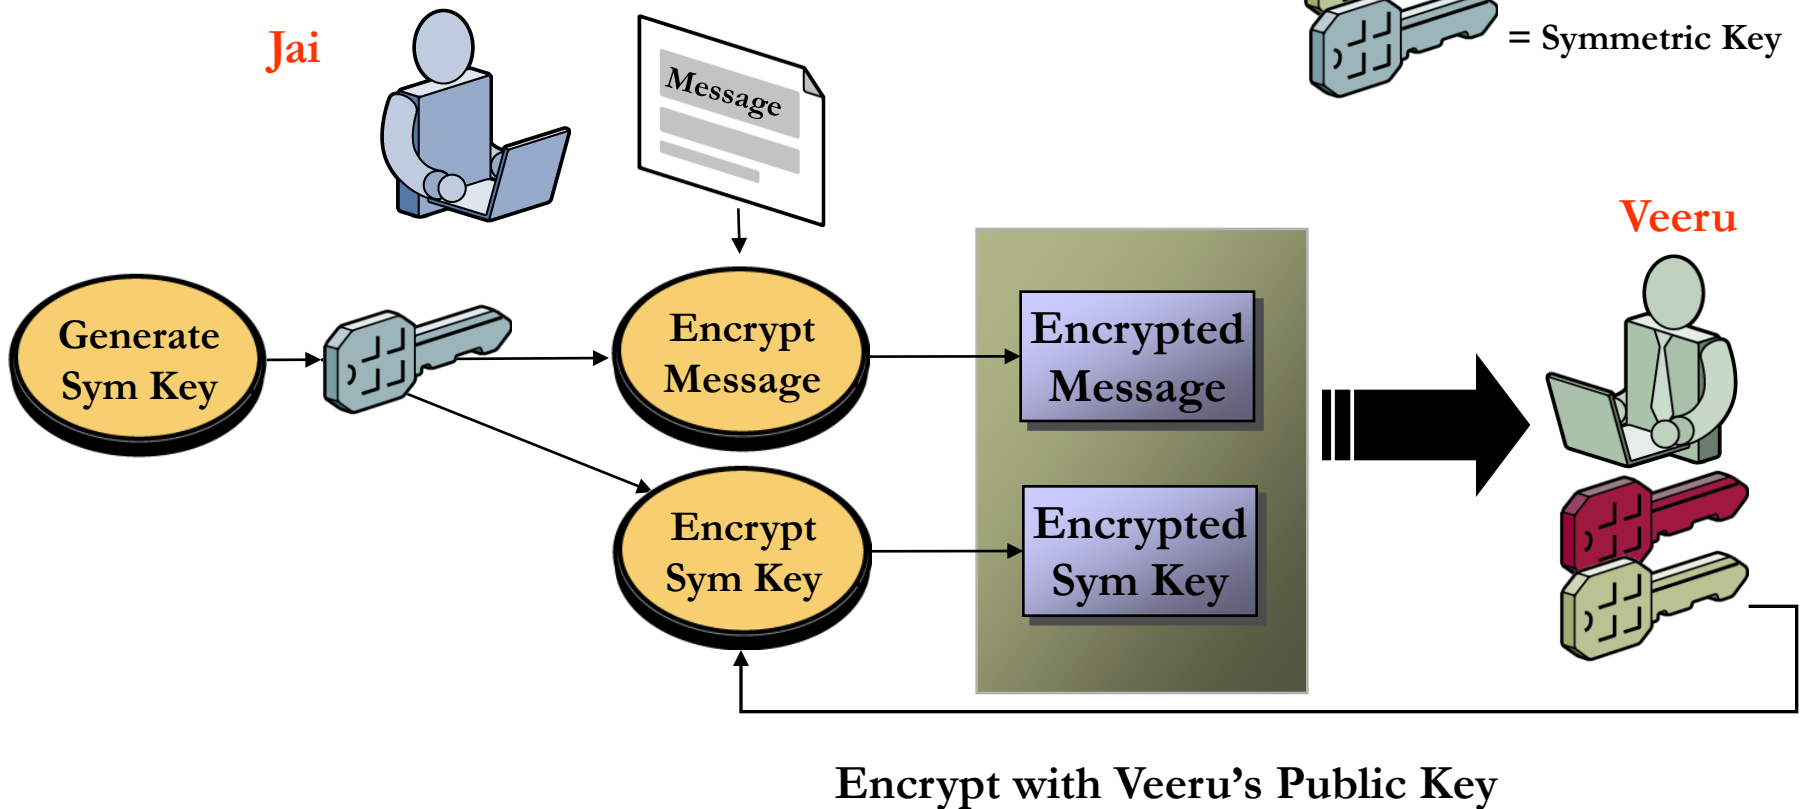 Jai
Message
= Symmetric Key
Veeru
Generate
Sym Key
Encrypt
Message
Encrypted
Message
Encrypt
Sym Key
Encrypted
Sym Key
Encrypt with Veeru’s Public Key